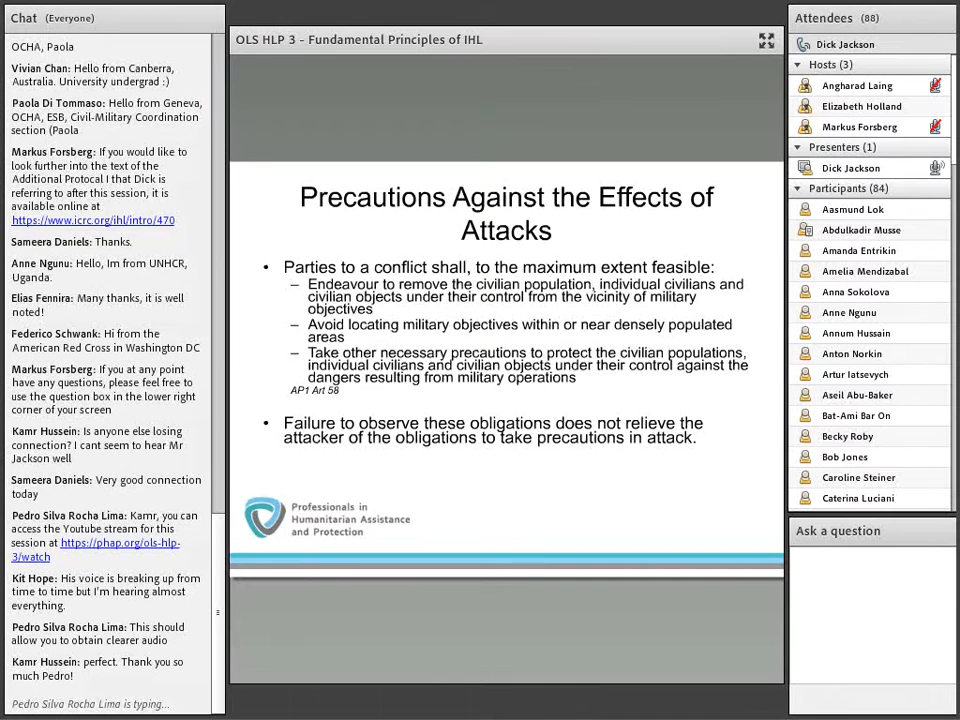 Chat (Everyone)
OCHA, Paola
Vivian Chan: Hello from Canberra,
Australia. University undergrad :)
Paola Di Tommaso: Hello from Geneva,
OCHA, ESB, Civil-Military Coordination
section (Paola
Markus Forsberg: If you would like to
look further into the text of the
Additional Protocal I that Dick is
referring to after this session, it is
available online at
https://www.icrc.org/ihl/intro/470
Sameera Daniels: Thanks.
Anne Ngunu: Hello, Im from UNHCR,
Uganda.
Elias Fennira: Many thanks, it is well
noted!
Federico Schwank: Hi from the
American Red Cross in Washington DC
Markus Forsberg: If you at any point
have any questions, please feel free to
use the question box in the lower right
corner of your screen
Kamr Hussein: Is anyone else losing
connection? I cant seem to hear Mr
Jackson well
Sameera Daniels: Very good connection
today
Pedro Silva Rocha Lima: Kamr, you can
access the Youtube stream for this
session at https://phap.org/ols-hlp-
3/watch
Kit Hope: His voice is breaking up from
time to time but I'm hearing almost
everything.
Pedro Silva Rocha Lima: This should
allow you to obtain clearer audio
Kamr Hussein: perfect. Thank you so
much Pedro!
Pedro Silva Rocha Lima is typing...
OLS HLP 3 - Fundamental Principles of IHL
Precautions Against the Effects of
Attacks
• Parties to a conflict shall, to the maximum extent feasible:
– Endeavour to remove the civilian population, individual civilians and
civilian objects under their control from the vicinity of military
objectives
– Avoid locating military objectives within or near densely populated
areas
– Take other necessary precautions to protect the civilian populations,
individual civilians and civilian objects under their control against the
dangers resulting from military operations
AP1 Art 58
• Failure to observe these obligations does not relieve the
attacker of the obligations to take precautions in attack.
Professionals in
Humanitarian Assistance
and Protection
Attendees (88)
Dick Jackson
Hosts (3)
Angharad Laing
Elizabeth Holland
Markus Forsberg
Presenters (1)
Dick Jackson
Participants (84)
Aasmund Lok
Abdulkadir Musse
Amanda Entrikin
Amelia Mendizabal
Anna Sokolova
Anne Ngunu
Annum Hussain
Anton Norkin
Artur Iatsevych
Aseil Abu-Baker
Bat-Ami Bar On
Becky Roby
Bob Jones
Caroline Steiner
Caterina Luciani
Ask a question